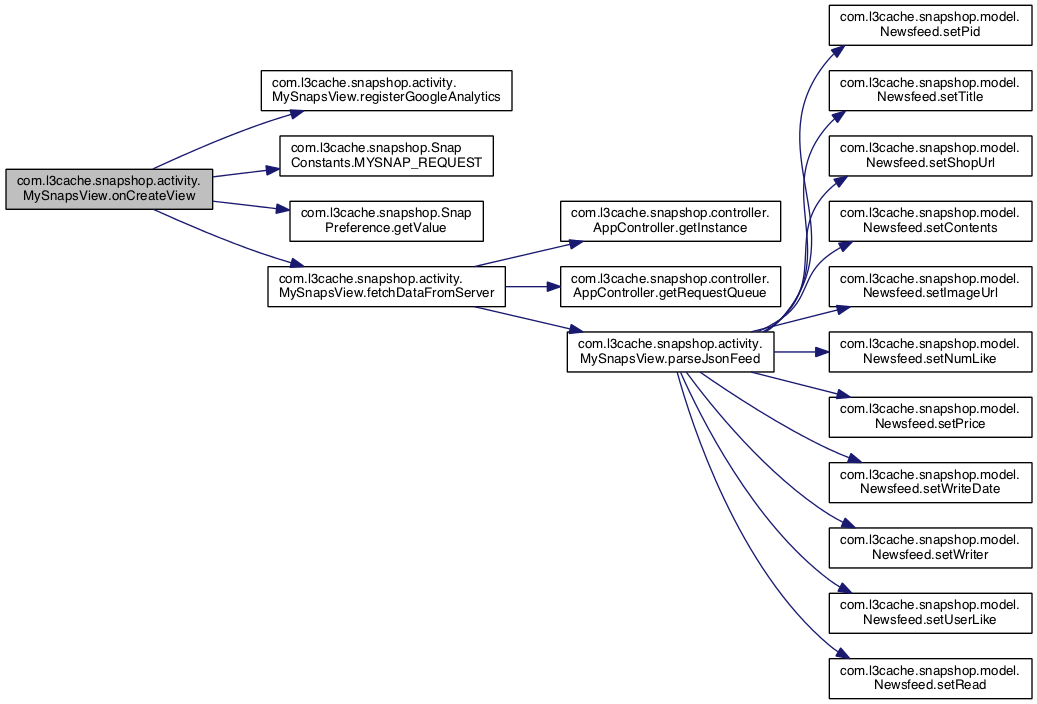 com.l3cache.snapshop.activity.
MySnapsView.onCreateView
com.l3cache.snapshop.activity.
MySnapsView.registerGoogleAnalytics
com.l3cache.snapshop.Snap
Constants.MYSNAP_REQUEST
com.l3cache.snapshop.Snap
Preference.getValue
com.l3cache.snapshop.activity.
MySnapsView.fetchDataFromServer
com.l3cache.snapshop.controller.
AppController.getInstance
com.l3cache.snapshop.controller.
AppController.getRequestQueue
com.l3cache.snapshop.activity.
MySnapsView.parseJsonFeed
com.l3cache.snapshop.model.
Newsfeed.setPid
com.l3cache.snapshop.model.
Newsfeed.setTitle
com.l3cache.snapshop.model.
Newsfeed.setShopUrl
com.l3cache.snapshop.model.
Newsfeed.setContents
com.l3cache.snapshop.model.
Newsfeed.setImageUrl
com.l3cache.snapshop.model.
Newsfeed.setNumLike
com.l3cache.snapshop.model.
Newsfeed.setPrice
com.l3cache.snapshop.model.
Newsfeed.setWriteDate
com.l3cache.snapshop.model.
Newsfeed.setWriter
com.l3cache.snapshop.model.
Newsfeed.setUserLike
com.l3cache.snapshop.model.
Newsfeed.setRead